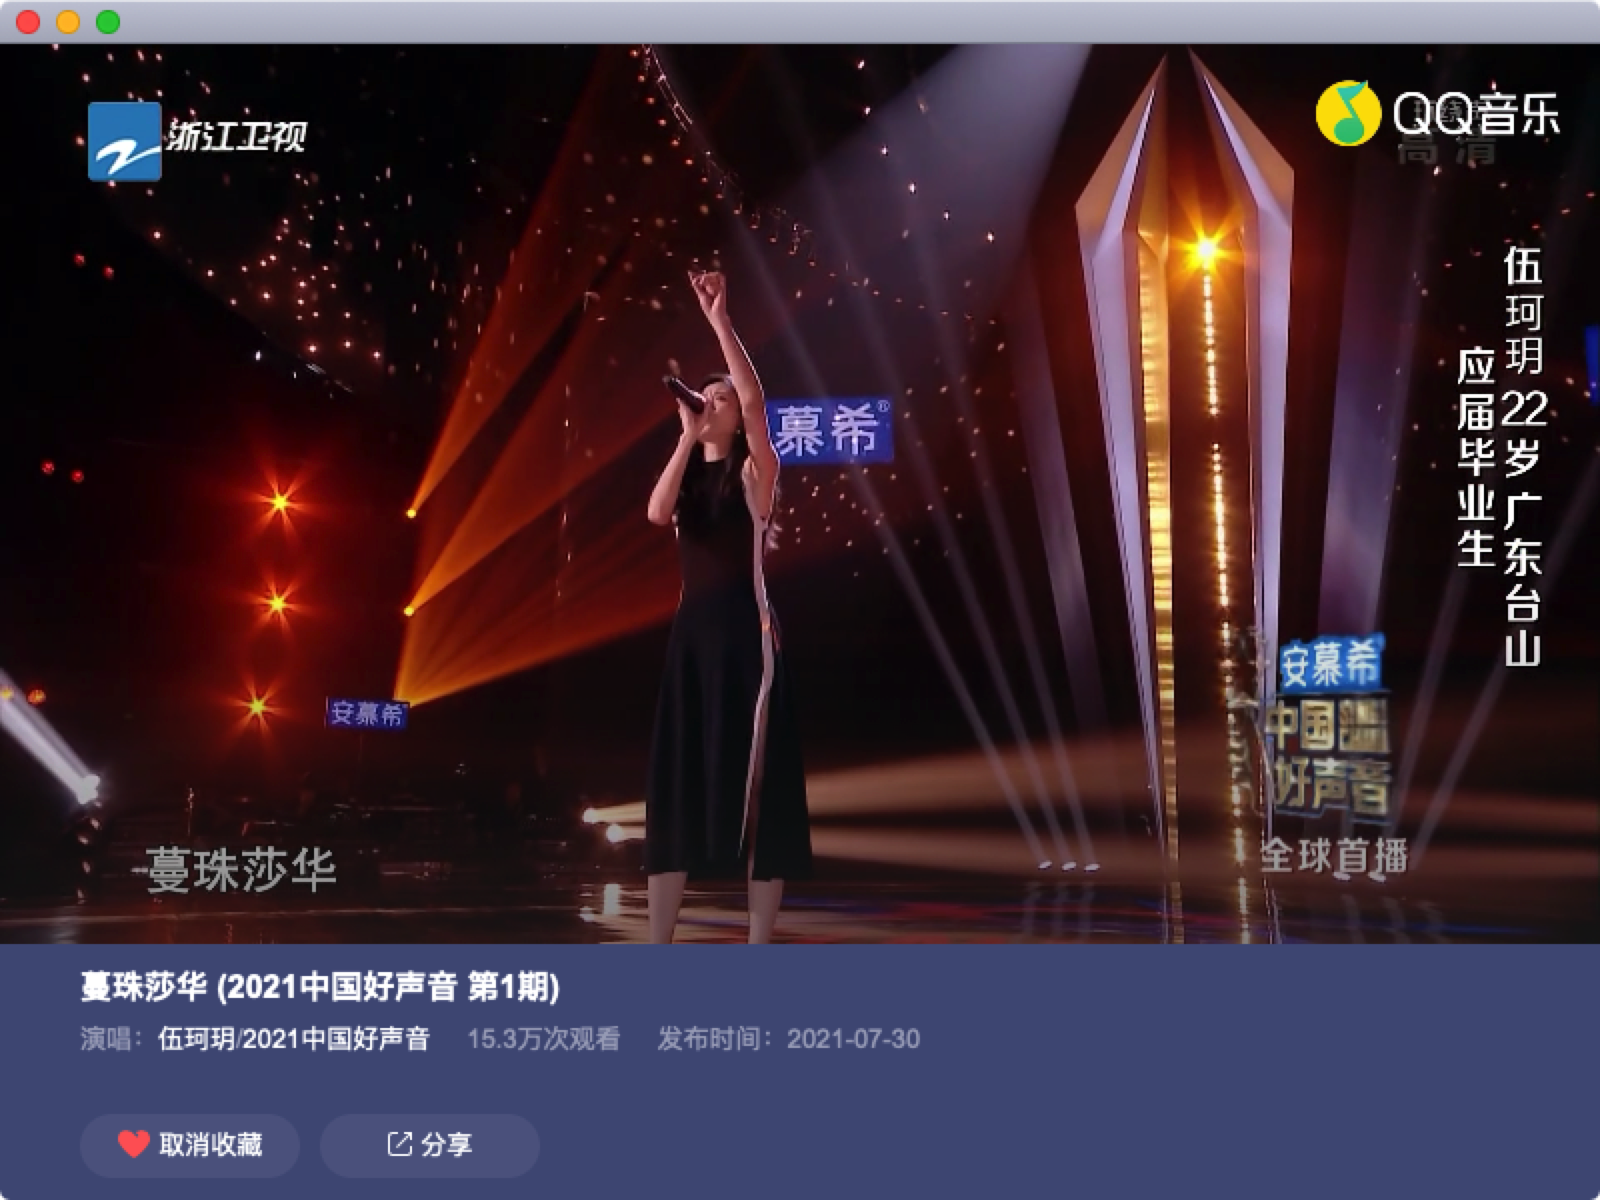 浙江卫视
QQ音乐
高清
伍珂玥 22岁 广东台山
应届毕业生
慕希®
安慕希
安慕希
中国
好声音
全球首播
蔓珠莎华
蔓珠莎华 (2021中国好声音 第1期)
演唱：伍珂玥/2021中国好声音 15.3万次观看 发布时间：2021-07-30
取消收藏
分享